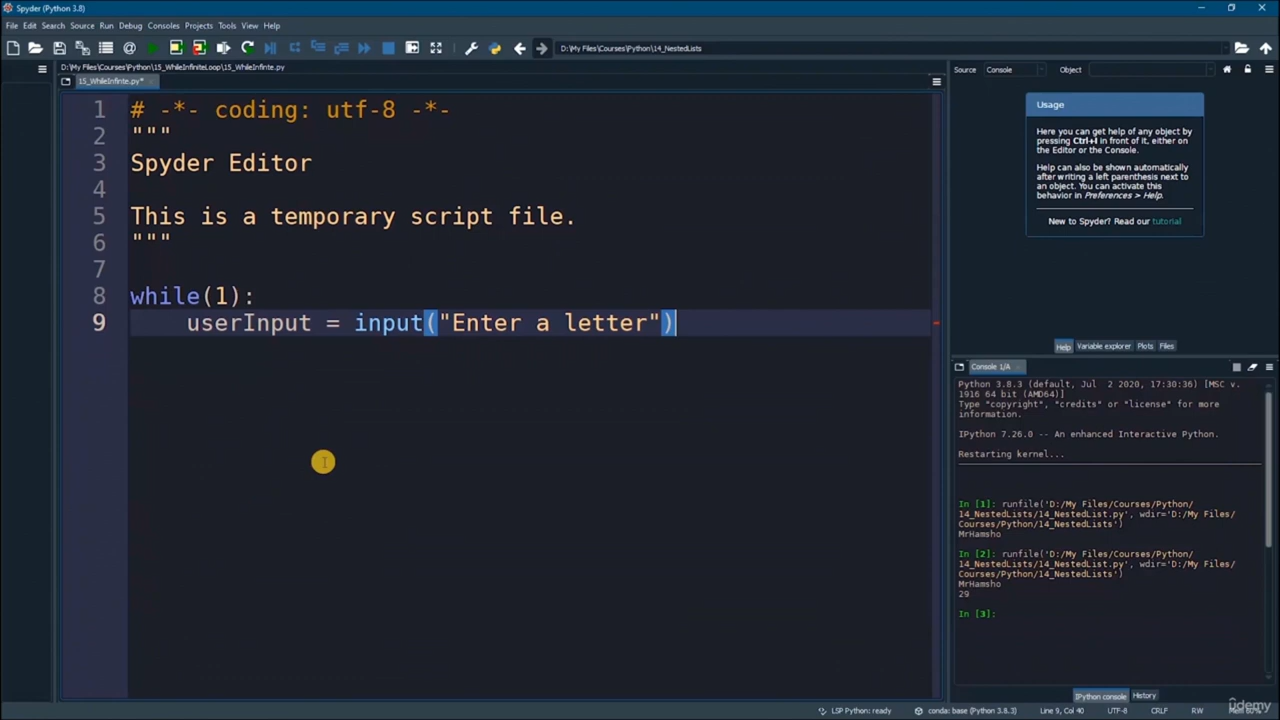 Spyder (Python 3.8)
File Edit Search Source Run Debug Consoles Projects Tools View Help
D:\My Files\Courses\Python\14_NestedLists
D:\My Files\Courses\Python\15_WhileInfiniteLoop\15_WhileInfinte.py
15_WhileInfinte.py*
1 # -*- coding: utf-8 -*-
2 """
3 Spyder Editor
4
5 This is a temporary script file.
6 """
7
8 while(1):
9 userInput = input("Enter a letter")
Source Console Object
Usage
Here you can get help of any object by
pressing Ctrl+I in front of it, either on
the Editor or the Console.
Help can also be shown automatically
after writing a left parenthesis next to
an object. You can activate this
behavior in Preferences > Help.
New to Spyder? Read our tutorial
Help Variable explorer Plots Files
Console 1/A
Python 3.8.3 (default, Jul 2 2020, 17:30:36) [MSC v.
1916 64 bit (AMD64)]
Type "copyright", "credits" or "license" for more
information.
IPython 7.26.0 -- An enhanced Interactive Python.
Restarting kernel...
In [1]: runfile('D:/My Files/Courses/Python/
14_NestedLists/14_NestedList.py', wdir='D:/My Files/
Courses/Python/14_NestedLists')
MrHamsho
In [2]: runfile('D:/My Files/Courses/Python/
14_NestedLists/14_NestedList.py', wdir='D:/My Files/
Courses/Python/14_NestedLists')
MrHamsho
29
In [3]:
IPython console History
LSP Python: ready conda: base (Python 3.8.3) Line 9, Col 40 UTF-8 CRLF RW
udemy